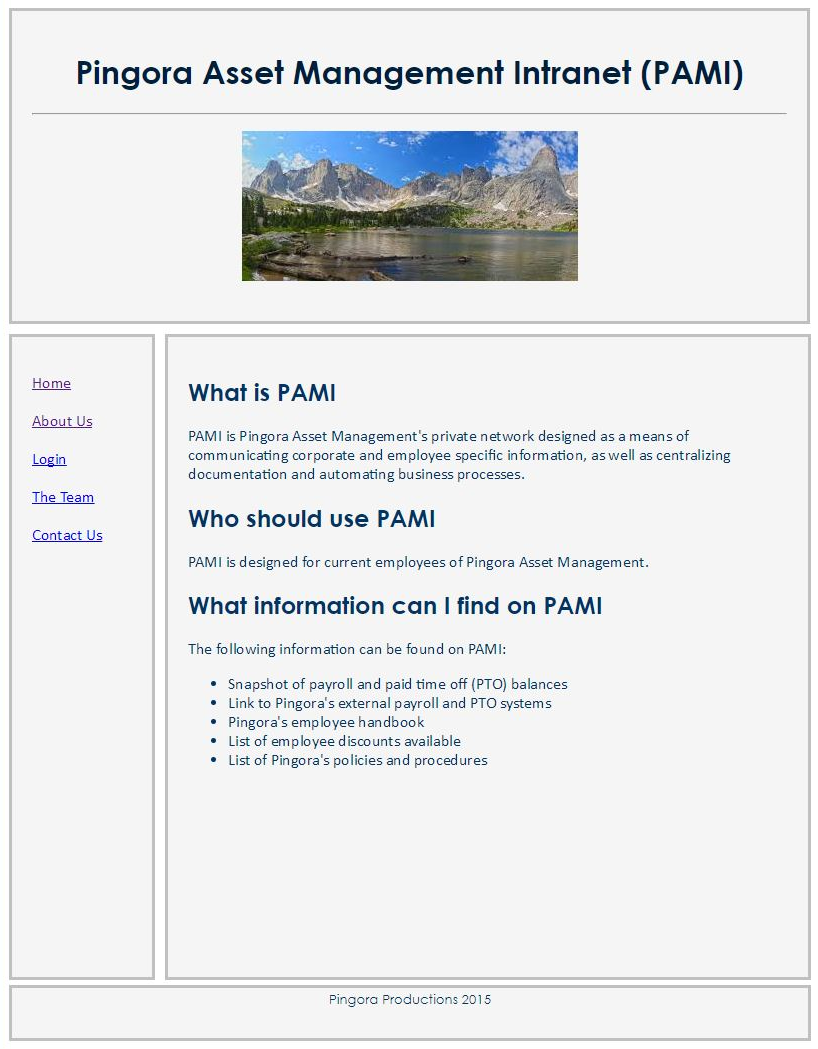 Pingora Asset Management Intranet (PAMI)
Home
About Us
Login
The Team
Contact Us
What is PAMI
PAMI is Pingora Asset Management's private network designed as a means of
communicating corporate and employee specific information, as well as centralizing
documentation and automating business processes.
Who should use PAMI
PAMI is designed for current employees of Pingora Asset Management.
What information can I find on PAMI
The following information can be found on PAMI:
• Snapshot of payroll and paid time off (PTO) balances
• Link to Pingora's external payroll and PTO systems
• Pingora's employee handbook
• List of employee discounts available
• List of Pingora's policies and procedures
Pingora Productions 2015